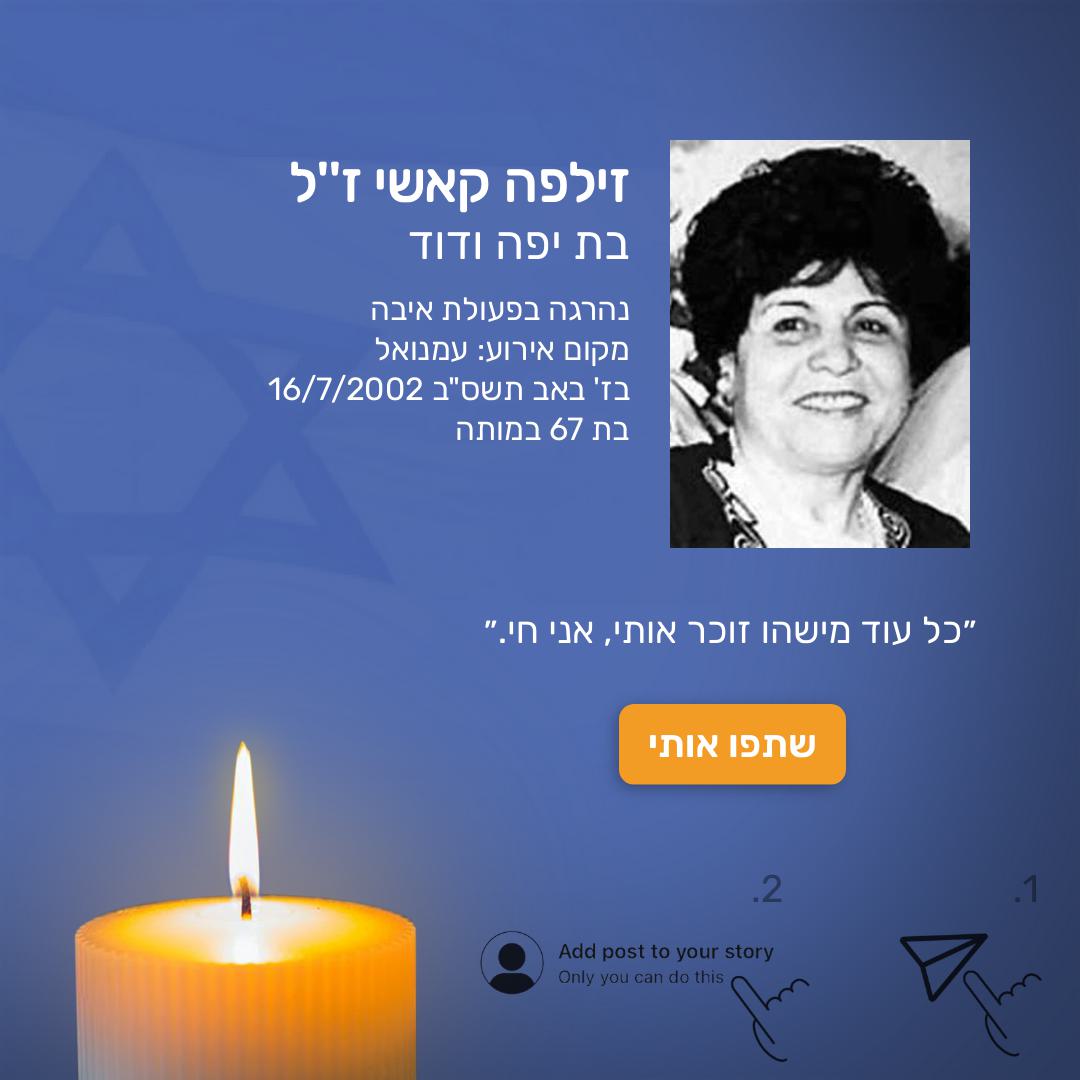 זילפה קאשי ז"ל
בת יפה ודוד
נהרגה בפעולת איבה
מקום אירוע: עמנואל
בז' באב תשס"ב 16/7/2002
בת 67 במותה
״כל עוד מישהו זוכר אותי, אני חי.״
שתפו אותי
1.
2.
Add post to your story
Only you can do this